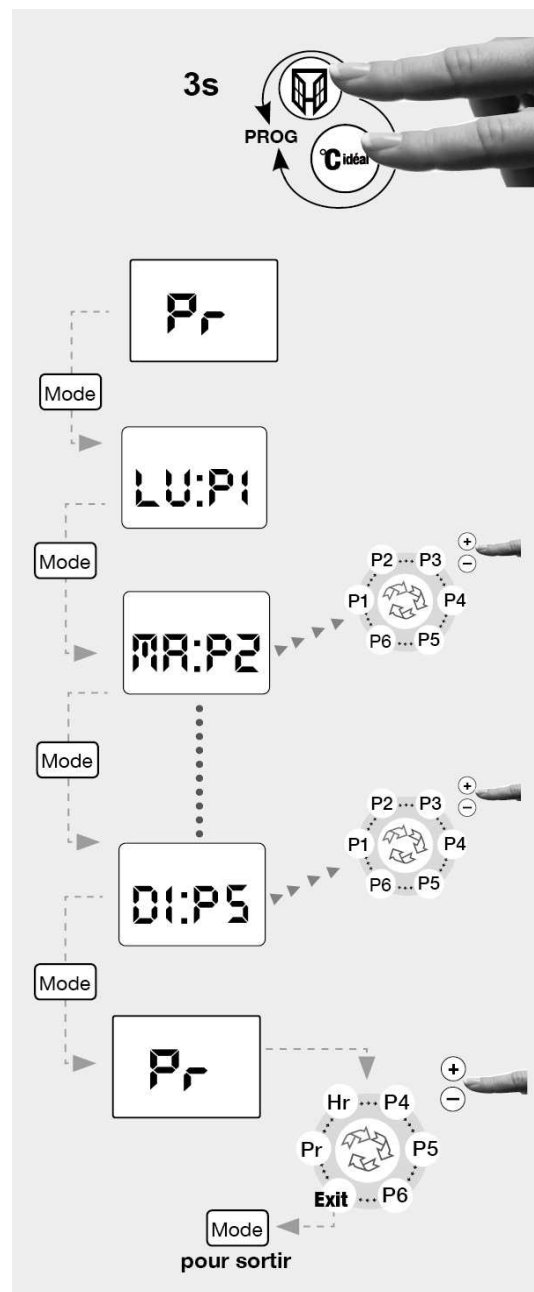 3s
PROG
°C idéal
Pr
Mode
LU:P1
Mode
MA:P2
P2 P3 + −
P1 P4
P6 P5
Mode
P2 P3 + −
P1 P4
DI:P5
P6 P5
Mode
Pr
+
Hr P4 −
Pr P5
Exit P6
Mode
pour sortir